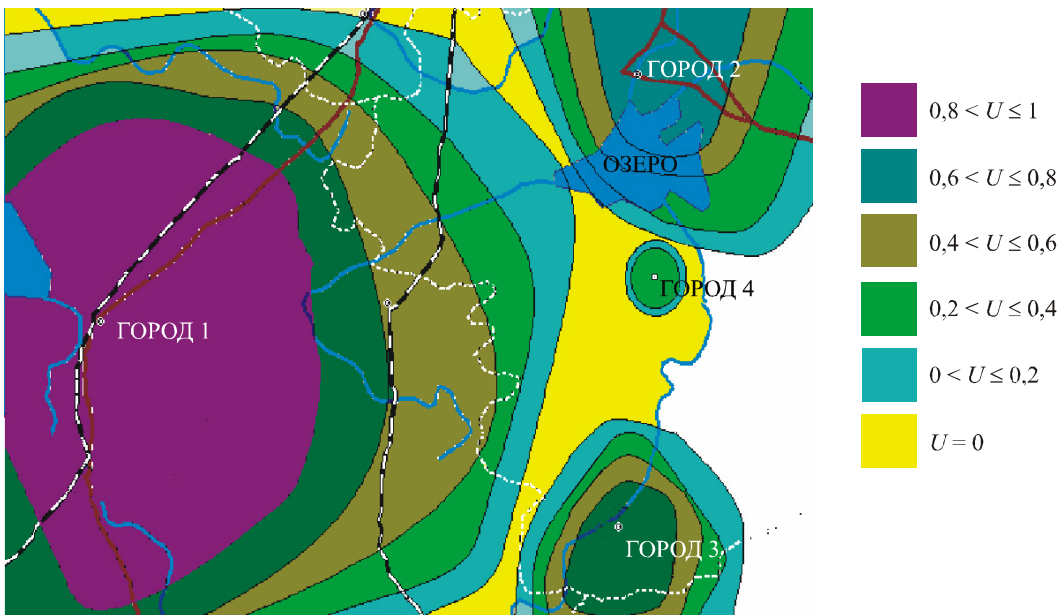 ГОРОД 2
ОЗЕРО
ГОРОД 4
ГОРОД 1
ГОРОД 3
0,8 < U ≤ 1
0,6 < U ≤ 0,8
0,4 < U ≤ 0,6
0,2 < U ≤ 0,4
0 < U ≤ 0,2
U = 0